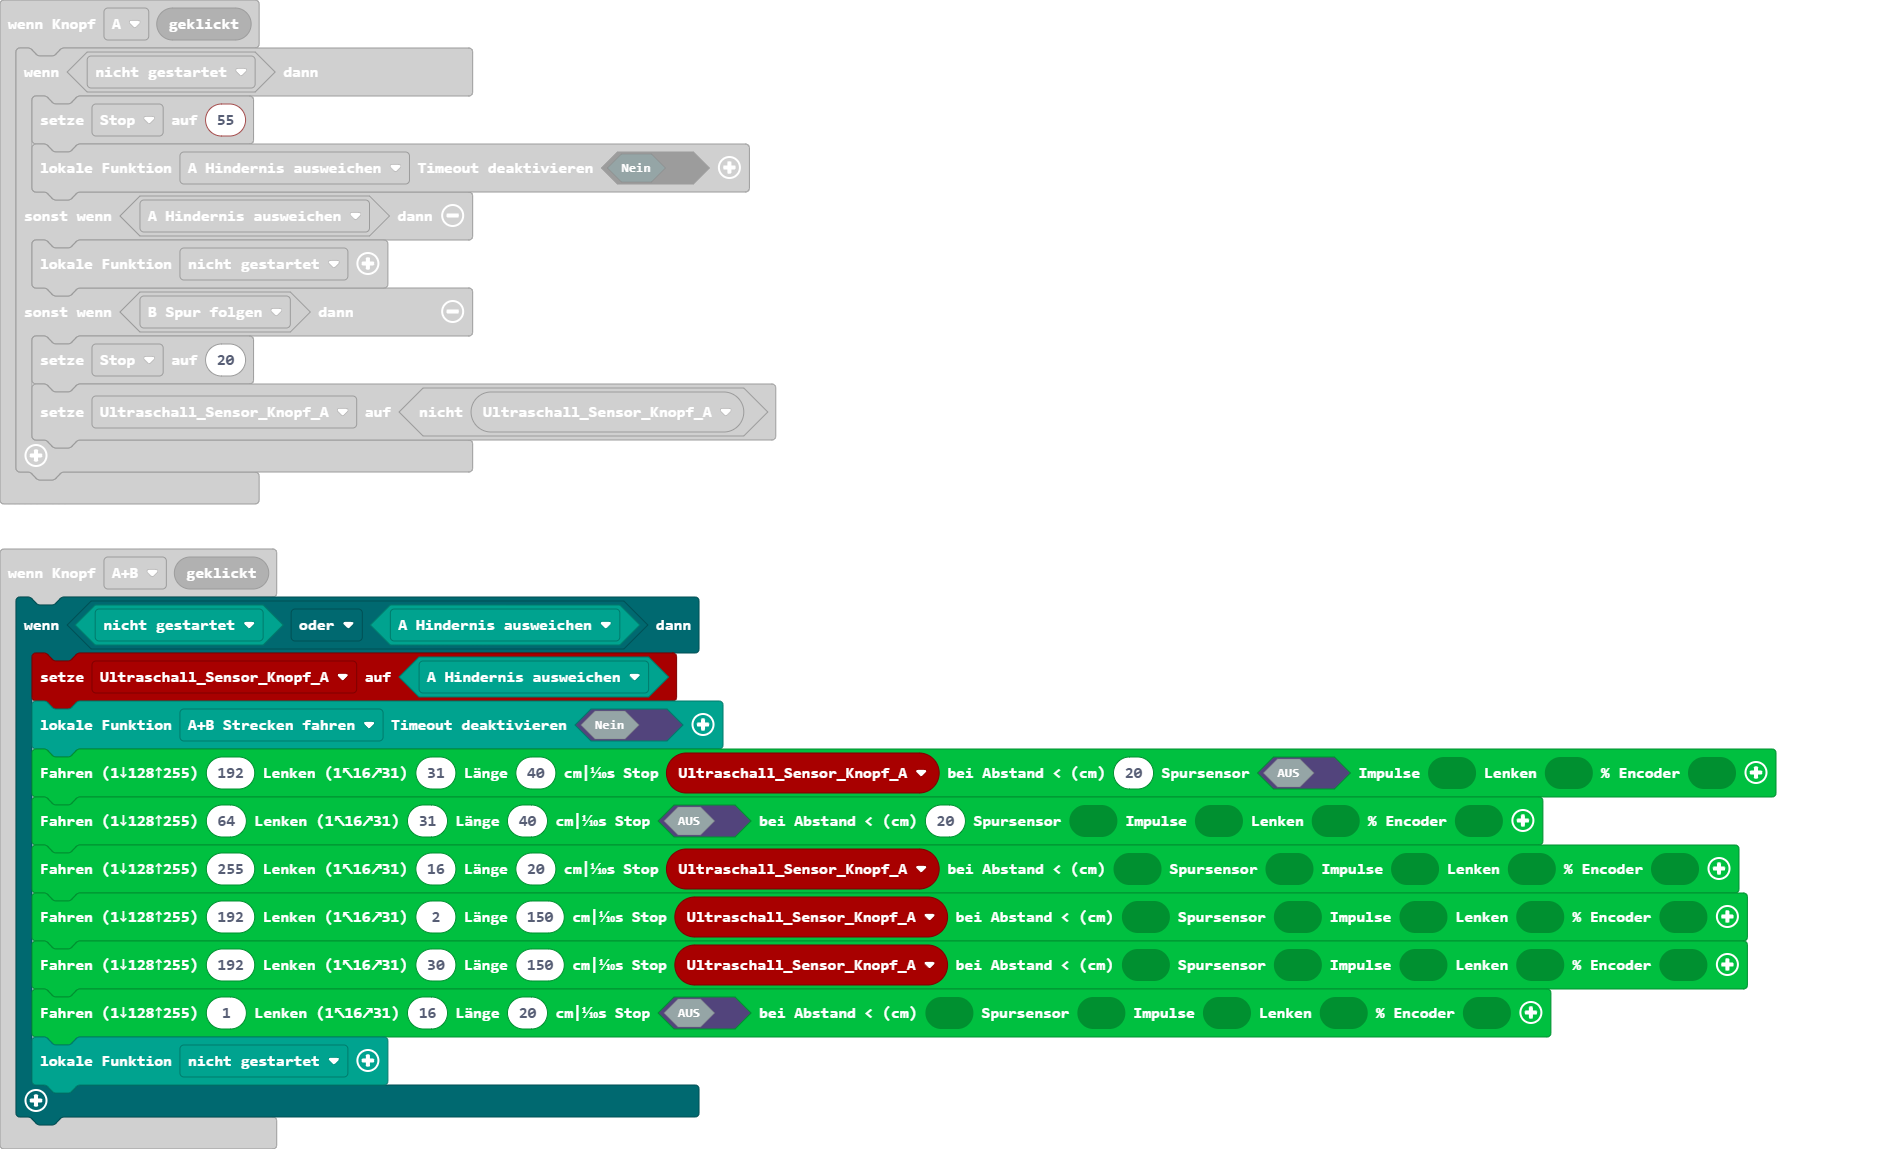 wenn Knopf A geklickt
wenn nicht gestartet dann
setze Stop auf 55
lokale Funktion A Hindernis ausweichen Timeout deaktivieren Nein
sonst wenn A Hindernis ausweichen dann
lokale Funktion nicht gestartet
sonst wenn B Spur folgen dann
setze Stop auf 20
setze Ultraschall_Sensor_Knopf_A auf nicht Ultraschall_Sensor_Knopf_A
wenn Knopf A+B geklickt
wenn nicht gestartet oder A Hindernis ausweichen dann
setze Ultraschall_Sensor_Knopf_A auf A Hindernis ausweichen
lokale Funktion A+B Strecken fahren Timeout deaktivieren Nein
Fahren (1↓128↑255) 192 Lenken (1↖16↗31) 31 Länge 40 cm|⅒s Stop Ultraschall_Sensor_Knopf_A bei Abstand < (cm) 20 Spursensor AUS Impulse Lenken % Encoder
Fahren (1↓128↑255) 64 Lenken (1↖16↗31) 31 Länge 40 cm|⅒s Stop AUS bei Abstand < (cm) 20 Spursensor Impulse Lenken % Encoder
Fahren (1↓128↑255) 255 Lenken (1↖16↗31) 16 Länge 20 cm|⅒s Stop Ultraschall_Sensor_Knopf_A bei Abstand < (cm) Spursensor Impulse Lenken % Encoder
Fahren (1↓128↑255) 192 Lenken (1↖16↗31) 2 Länge 150 cm|⅒s Stop Ultraschall_Sensor_Knopf_A bei Abstand < (cm) Spursensor Impulse Lenken % Encoder
Fahren (1↓128↑255) 192 Lenken (1↖16↗31) 30 Länge 150 cm|⅒s Stop Ultraschall_Sensor_Knopf_A bei Abstand < (cm) Spursensor Impulse Lenken % Encoder
Fahren (1↓128↑255) 1 Lenken (1↖16↗31) 16 Länge 20 cm|⅒s Stop AUS bei Abstand < (cm) Spursensor Impulse Lenken % Encoder
lokale Funktion nicht gestartet